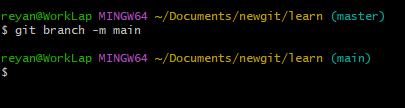 reyan@WorkLap MINGW64 ~/Documents/newgit/learn (master)
$ git branch -m main
reyan@WorkLap MINGW64 ~/Documents/newgit/learn (main)
$